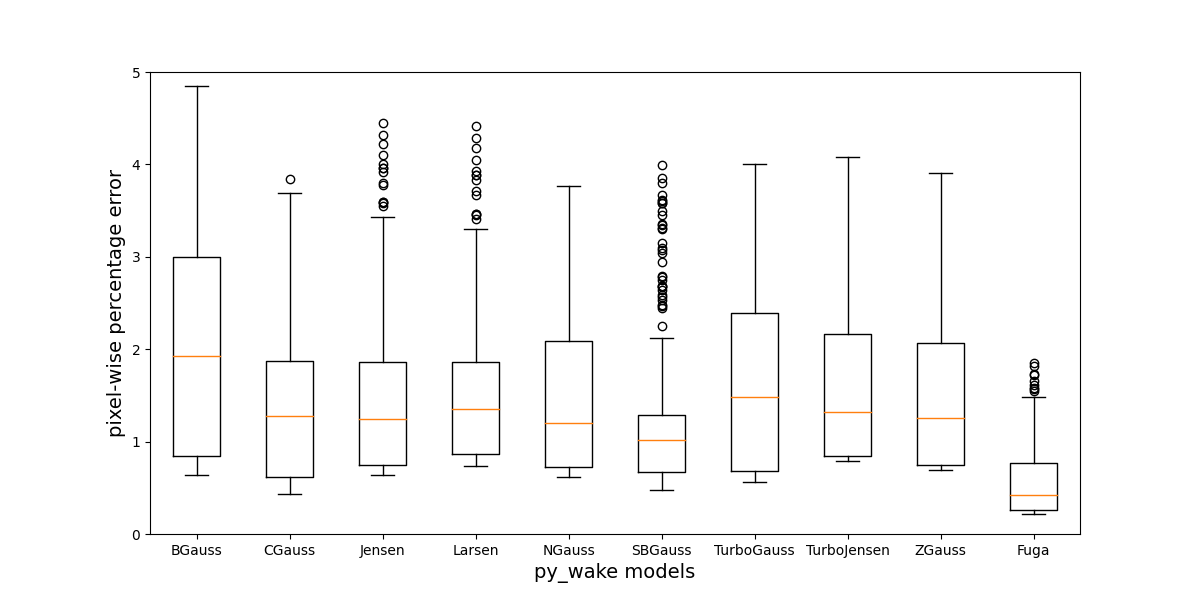 pixel-wise percentage error
5
4
3
2
1
0
BGauss CGauss Jensen Larsen NGauss SBGauss TurboGauss TurboJensen ZGauss Fuga
py_wake models